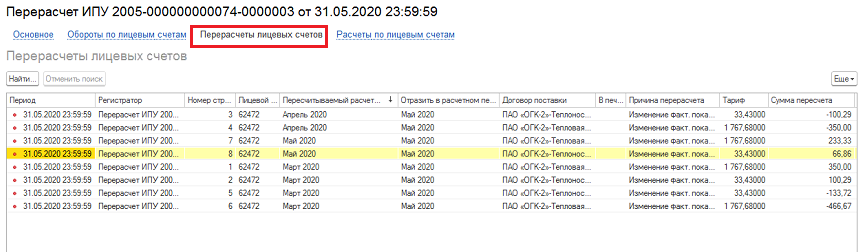 Перерасчет ИПУ 2005-000000000074-0000003 от 31.05.2020 23:59:59
Основное Обороты по лицевым счетам Перерасчеты лицевых счетов Расчеты по лицевым счетам
Перерасчеты лицевых счетов
Найти... Отменить поиск Еще
Период Регистратор Номер стр... Лицевой ... Пересчитываемый расчет... ↓ Отразить в расчетном пе... Договор поставки В печ... Причина перерасчета Тариф Сумма пересчета
31.05.2020 23:59:59 Перерасчет ИПУ 200... 3 62472 Апрель 2020 Май 2020 ПАО «ОГК-2»-Теплонос... Изменение факт. пока... 33,43000 -100,29
31.05.2020 23:59:59 Перерасчет ИПУ 200... 4 62472 Апрель 2020 Май 2020 ПАО «ОГК-2»-Тепловая... Изменение факт. пока... 1 767,68000 -350,00
31.05.2020 23:59:59 Перерасчет ИПУ 200... 7 62472 Май 2020 Май 2020 ПАО «ОГК-2»-Тепловая... Изменение факт. пока... 1 767,68000 233,33
31.05.2020 23:59:59 Перерасчет ИПУ 200... 8 62472 Май 2020 Май 2020 ПАО «ОГК-2»-Теплонос... Изменение факт. пока... 33,43000 66,86
31.05.2020 23:59:59 Перерасчет ИПУ 200... 1 62472 Март 2020 Май 2020 ПАО «ОГК-2»-Тепловая... Изменение факт. пока... 1 767,68000 350,00
31.05.2020 23:59:59 Перерасчет ИПУ 200... 2 62472 Март 2020 Май 2020 ПАО «ОГК-2»-Теплонос... Изменение факт. пока... 33,43000 100,29
31.05.2020 23:59:59 Перерасчет ИПУ 200... 5 62472 Март 2020 Май 2020 ПАО «ОГК-2»-Теплонос... Изменение факт. пока... 33,43000 -133,72
31.05.2020 23:59:59 Перерасчет ИПУ 200... 6 62472 Март 2020 Май 2020 ПАО «ОГК-2»-Тепловая... Изменение факт. пока... 1 767,68000 -466,67